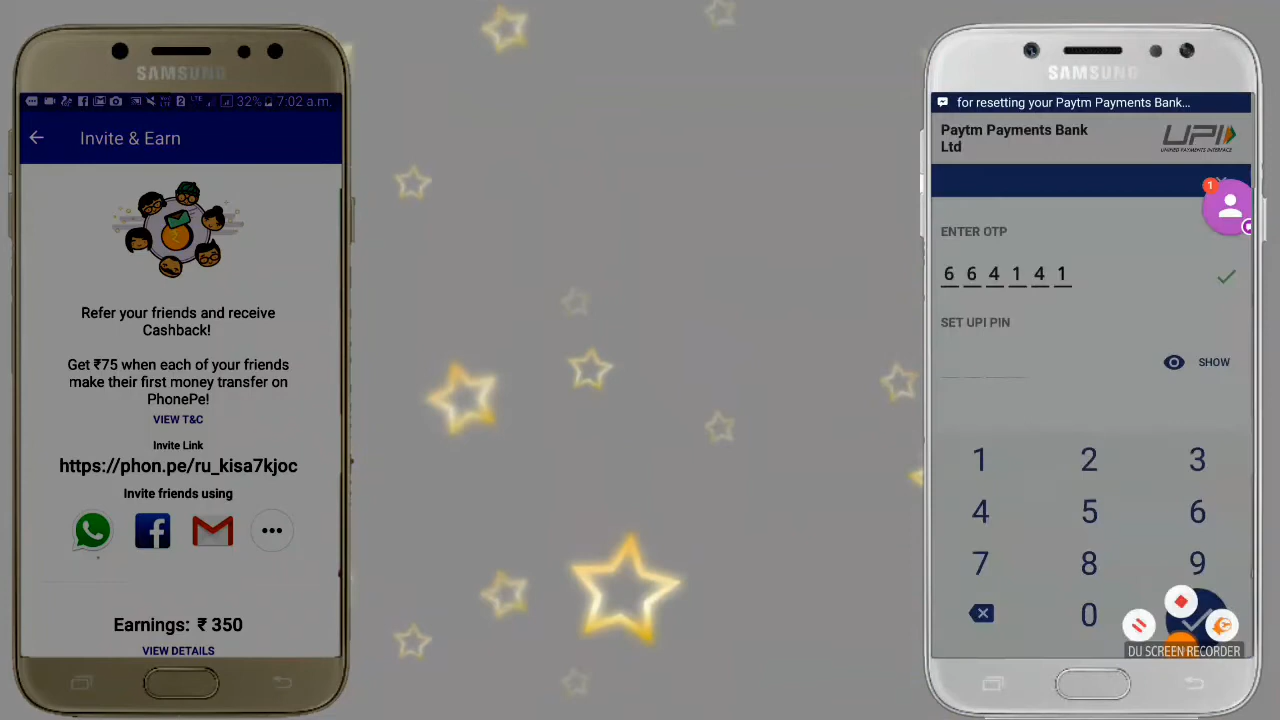 SAMSUNG
32% 7:02 a.m.
Invite & Earn
Refer your friends and receive
Cashback!
Get ₹75 when each of your friends
make their first money transfer on
PhonePe!
VIEW T&C
Invite Link
https://phon.pe/ru_kisa7kjoc
Invite friends using
Earnings: ₹ 350
VIEW DETAILS
SAMSUNG
for resetting your Paytm Payments Bank...
Paytm Payments Bank
Ltd
UPI
UNIFIED PAYMENTS INTERFACE
1
ENTER OTP
6 6 4 1 4 1
SET UPI PIN
SHOW
1 2 3
4 5 6
7 8 9
0
DU SCREEN RECORDER